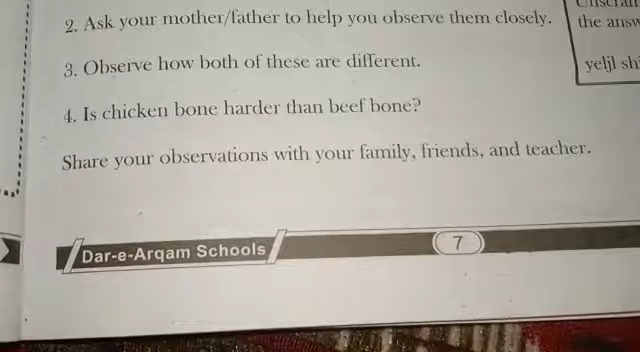 2. Ask your mother/father to help you observe them closely.
3. Observe how both of these are different.
4. Is chicken bone harder than beef bone?
Share your observations with your family, friends, and teacher.
the answ
yeljl sh
Dar-e-Arqam Schools
7